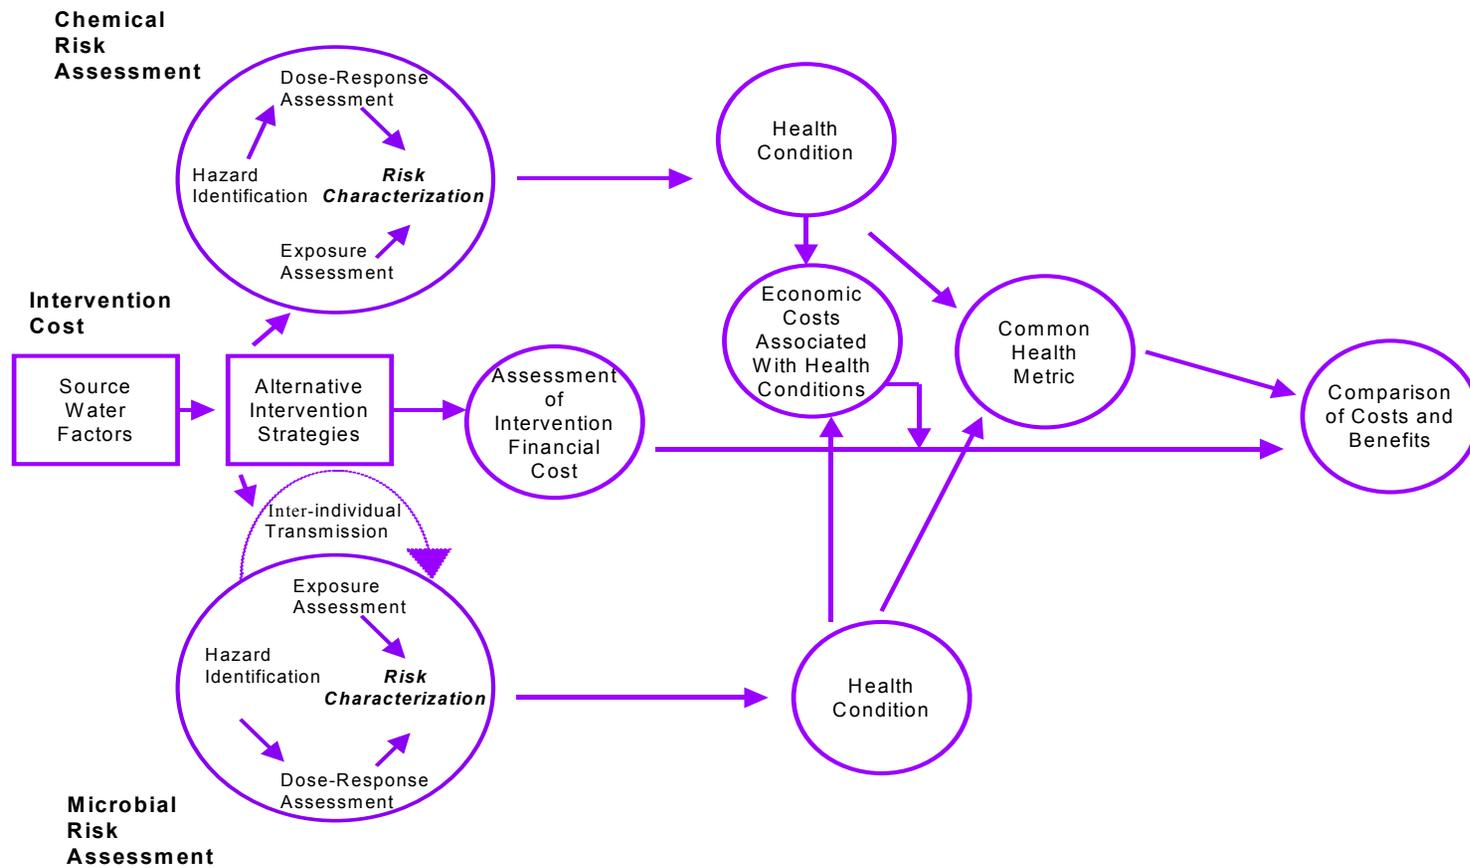 Chemical
Risk
Assessment
Dose-Response
Assessment
Hazard
Identification
Risk
Characterization
Exposure
Assessment
Health
Condition
Intervention
Cost
Source
Water
Factors
Alternative
Intervention
Strategies
Assessment
of
Intervention
Financial
Cost
Economic
Costs
Associated
With Health
Conditions
Common
Health
Metric
Comparison
of Costs and
Benefits
Inter-individual
Transmission
Exposure
Assessment
Hazard
Identification
Risk
Characterization
Dose-Response
Assessment
Health
Condition
Microbial
Risk
Assessment